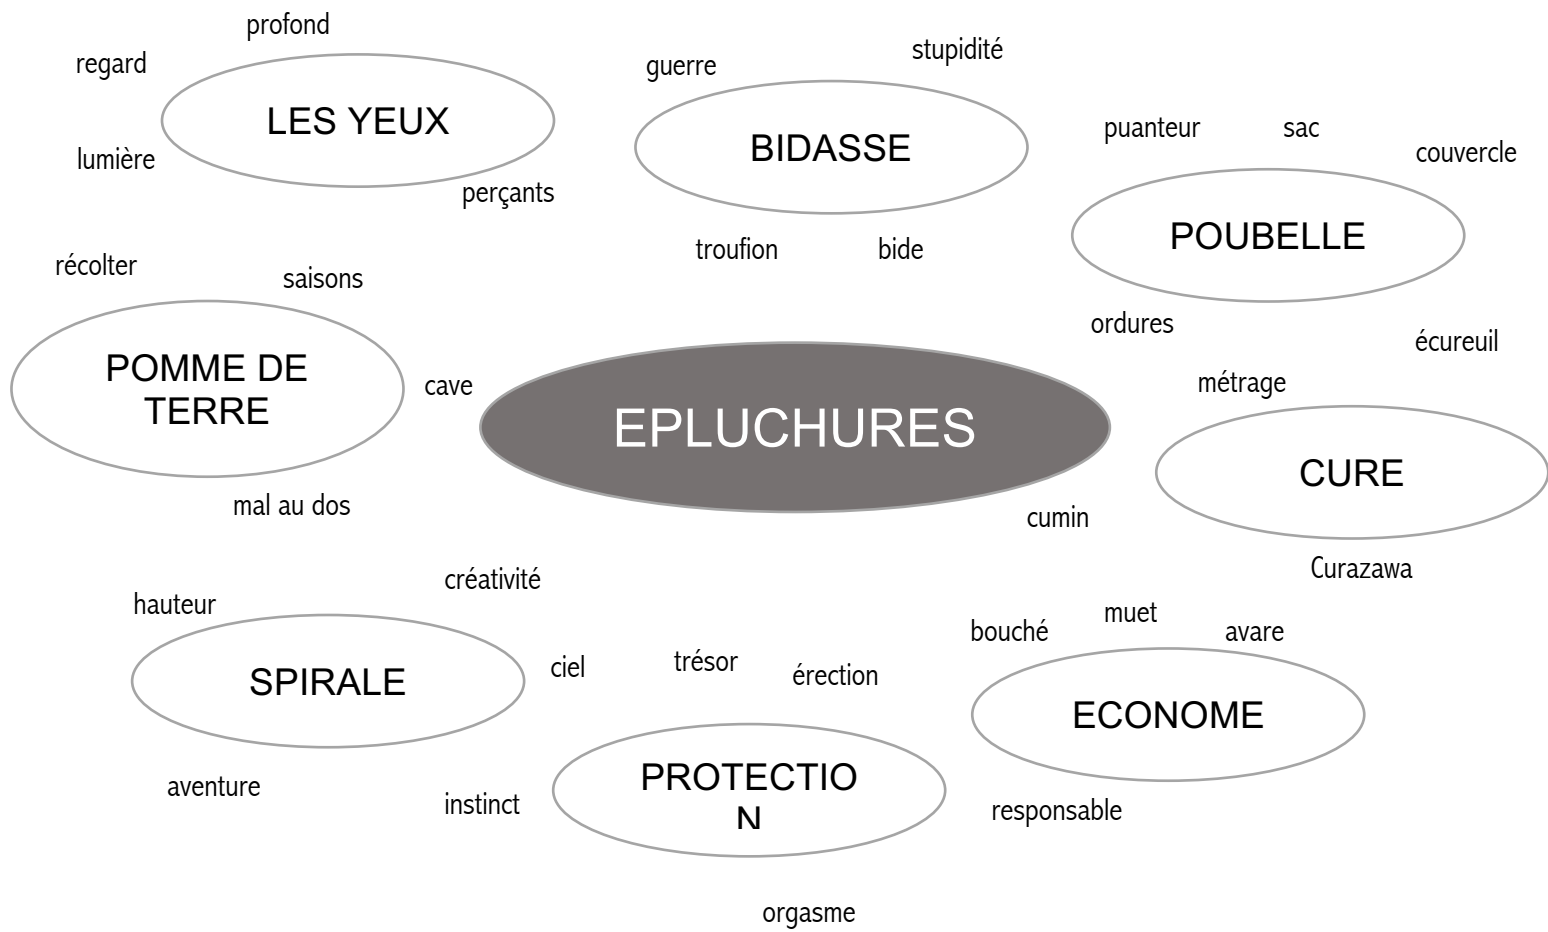 profond
regard
LES YEUX
lumière
perçants
guerre
stupidité
BIDASSE
troufion
bide
puanteur
sac
couvercle
POUBELLE
ordures
récolter
saisons
POMME DE
TERRE
cave
mal au dos
EPLUCHURES
écureuil
métrage
CURE
cumin
Curazawa
créativité
hauteur
SPIRALE
ciel
aventure
trésor
érection
PROTECTIO
N
instinct
orgasme
bouché
muet
avare
ECONOME
responsable